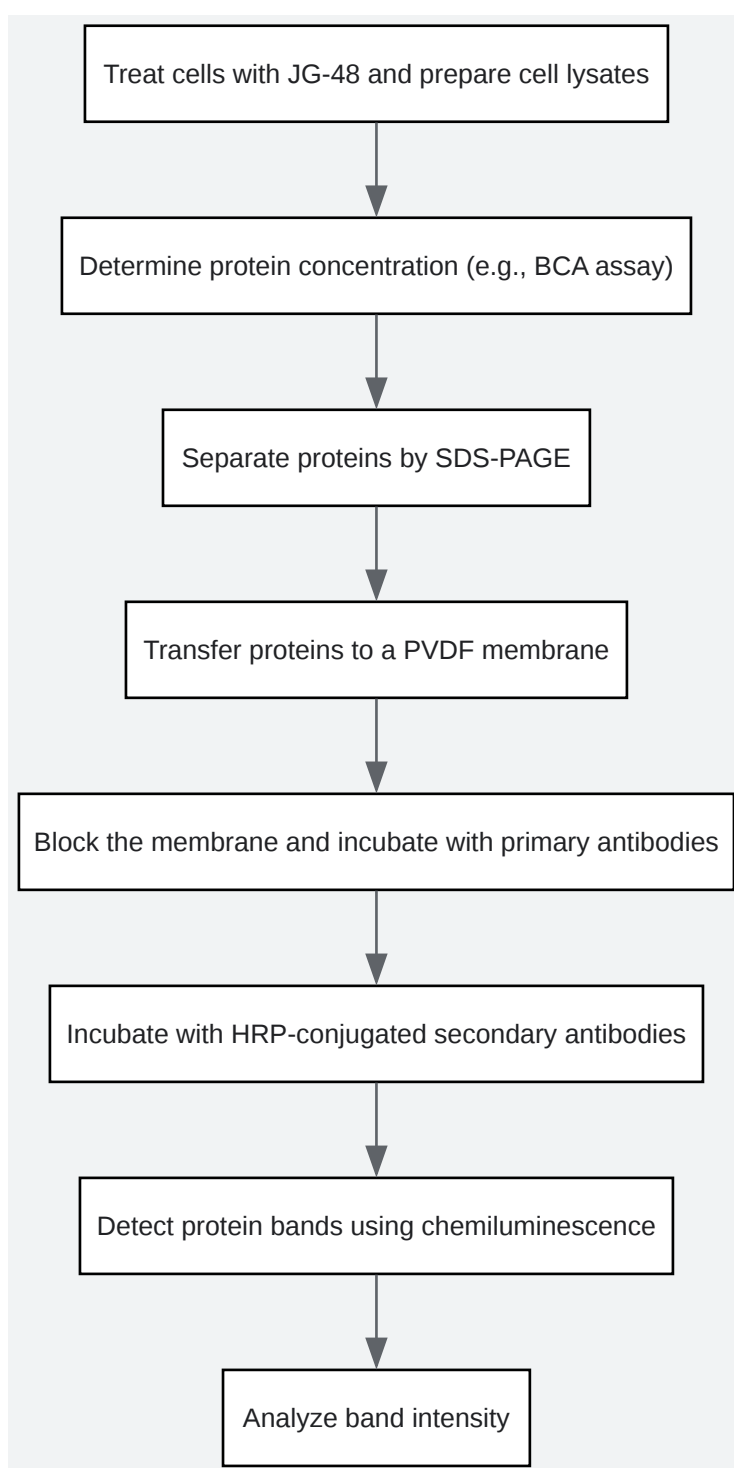 Treat cells with JG-48 and prepare cell lysates
Determine protein concentration (e.g., BCA assay)
Separate proteins by SDS-PAGE
Transfer proteins to a PVDF membrane
Block the membrane and incubate with primary antibodies
Incubate with HRP-conjugated secondary antibodies
Detect protein bands using chemiluminescence
Analyze band intensity